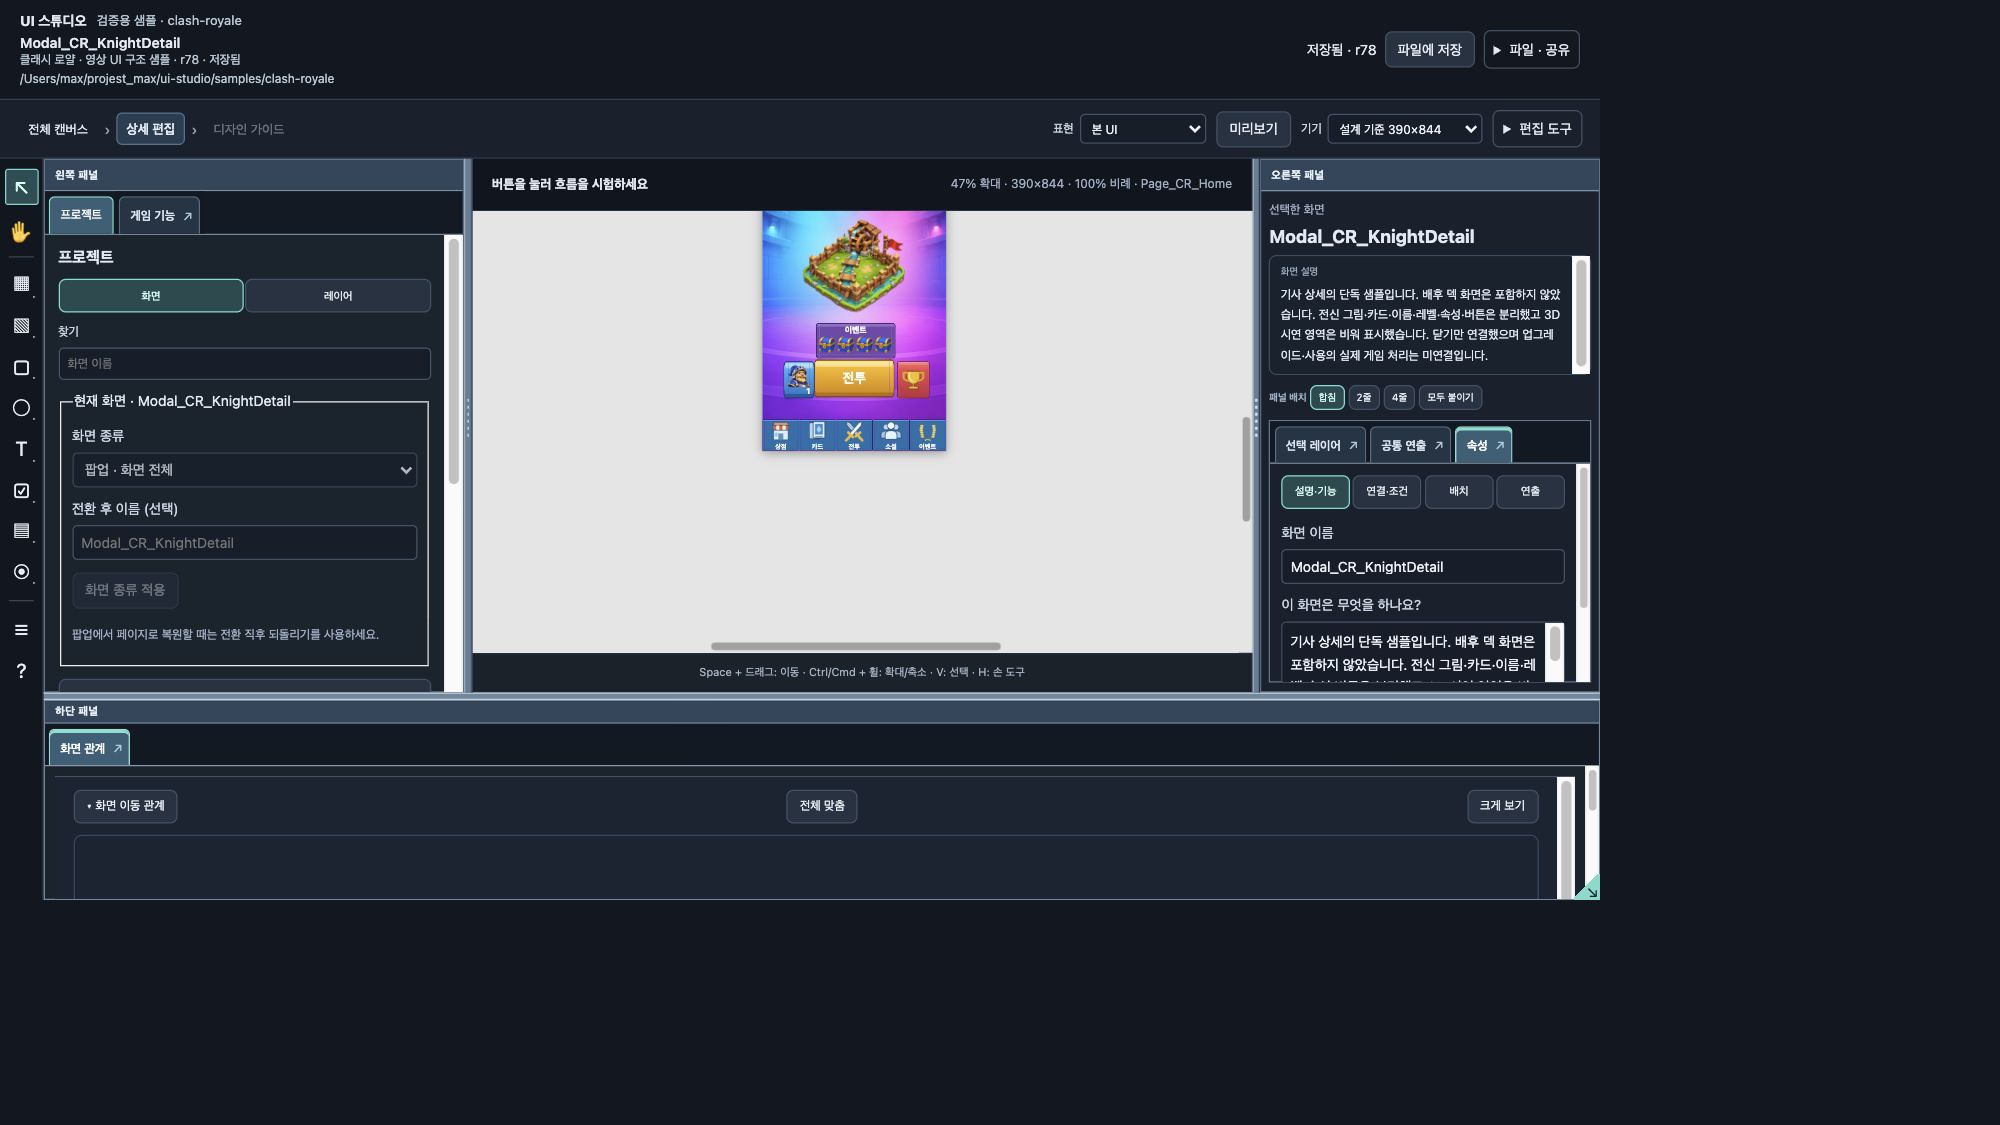 UI 스튜디오 검증용 샘플 · clash-royale
Modal_CR_KnightDetail
클래시 로얄 · 영상 UI 구조 샘플 · r78 · 저장됨
/Users/max/projest_max/ui-studio/samples/clash-royale
저장됨 · r78
파일에 저장
▶ 파일 · 공유
전체 캔버스 › 상세 편집 › 디자인 가이드
표현
본 UI
미리보기
기기
설계 기준 390×844
▶ 편집 도구
왼쪽 패널
프로젝트
게임 기능 ↗
프로젝트
화면
레이어
찾기
화면 이름
현재 화면 · Modal_CR_KnightDetail
화면 종류
팝업 · 화면 전체
전환 후 이름 (선택)
Modal_CR_KnightDetail
화면 종류 적용
팝업에서 페이지로 복원할 때는 전환 직후 되돌리기를 사용하세요.
T
?
버튼을 눌러 흐름을 시험하세요
47% 확대 · 390×844 · 100% 비례 · Page_CR_Home
이벤트
1
전투
상점
카드
전투
소셜
이벤트
Space + 드래그: 이동 · Ctrl/Cmd + 휠: 확대/축소 · V: 선택 · H: 손 도구
오른쪽 패널
선택한 화면
Modal_CR_KnightDetail
화면 설명
기사 상세의 단독 샘플입니다. 배후 덱 화면은 포함하지 않았
습니다. 전신 그림·카드·이름·레벨·속성·버튼은 분리했고 3D
시연 영역은 비워 표시했습니다. 닫기만 연결했으며 업그레
이드·사용의 실제 게임 처리는 미연결입니다.
패널 배치
합침
2줄
4줄
모두 붙이기
선택 레이어 ↗
공통 연출 ↗
속성 ↗
설명·기능
연결·조건
배치
연출
화면 이름
Modal_CR_KnightDetail
이 화면은 무엇을 하나요?
기사 상세의 단독 샘플입니다. 배후 덱 화면은
포함하지 않았습니다. 전신 그림·카드·이름·레
하단 패널
화면 관계 ↗
▾ 화면 이동 관계
전체 맞춤
크게 보기